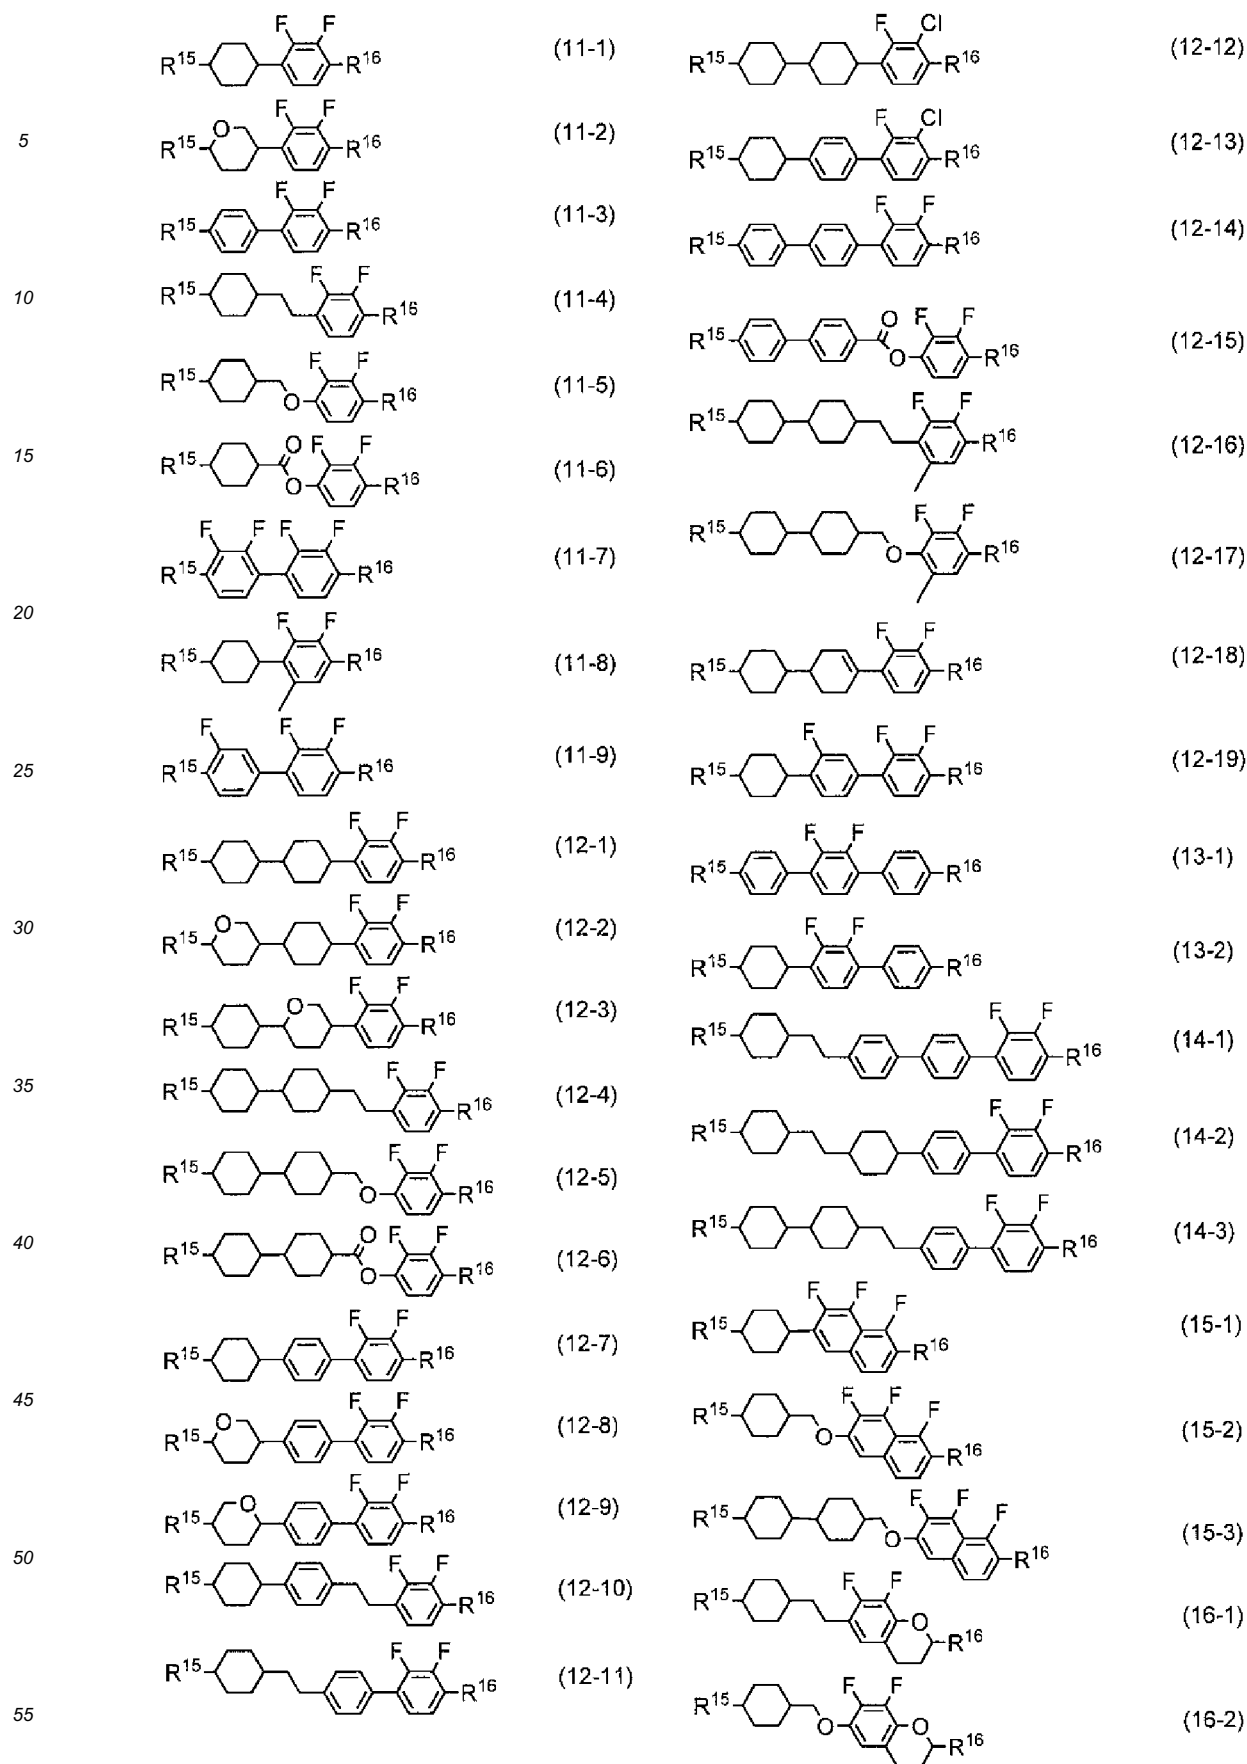 F F
R15 R16 (11-1)
5
O F F
R15 R16 (11-2)
F F
R15 R16 (11-3)
10
R15 F F
R16 (11-4)
R15 F F
O R16 (11-5)
15
R15 O F F
O R16 (11-6)
F F F F
R15 R16 (11-7)
20
F F
R15 R16 (11-8)
25
F F F
R15 R16 (11-9)
F F
R15 R16 (12-1)
30
O F F
R15 R16 (12-2)
O F F
R15 R16 (12-3)
35
R15 F F
R16 (12-4)
R15 F F
O R16 (12-5)
40
R15 O F F
O R16 (12-6)
F F
R15 R16 (12-7)
45
O F F
R15 R16 (12-8)
O F F
R15 R16 (12-9)
50
R15 F F
R16 (12-10)
R15 F F
R16 (12-11)
55
F Cl
R15 R16 (12-12)
F Cl
R15 R16 (12-13)
F F
R15 R16 (12-14)
O F F
R15 O R16 (12-15)
R15 F F
R16 (12-16)
R15 F F
O R16 (12-17)
F F
R15 R16 (12-18)
F F F
R15 R16 (12-19)
F F
R15 R16 (13-1)
F F
R15 R16 (13-2)
R15 F F
R16 (14-1)
R15 F F
R16 (14-2)
R15 F F
R16 (14-3)
F F F
R15 R16 (15-1)
R15 F F F
O R16 (15-2)
R15 F F F
O R16 (15-3)
R15 F F
O R16 (16-1)
R15 F F
O O R16 (16-2)